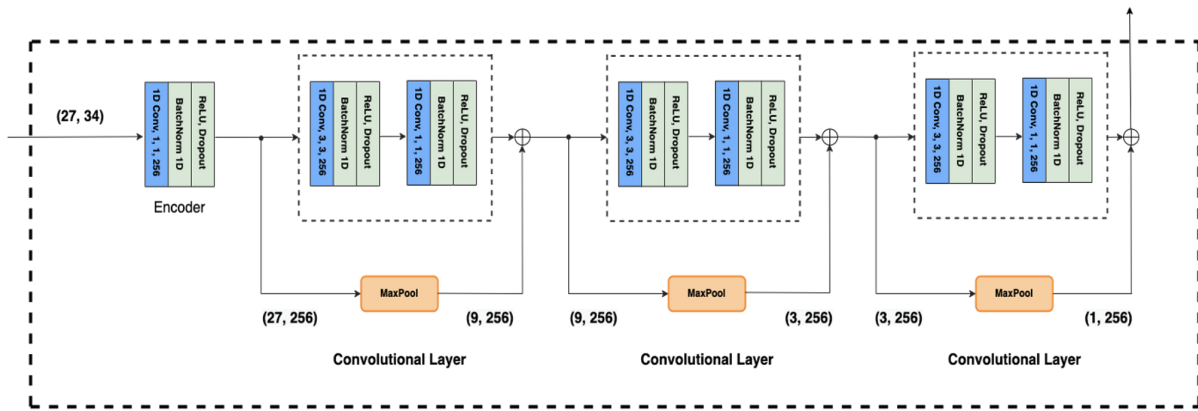 (27, 34)
1D Conv, 1, 1, 256
BatchNorm 1D
ReLU, Dropout
Encoder
1D Conv, 3, 3, 256
BatchNorm 1D
ReLU, Dropout
1D Conv, 1, 1, 256
BatchNorm 1D
ReLU, Dropout
MaxPool
(27, 256)
(9, 256)
Convolutional Layer
1D Conv, 3, 3, 256
BatchNorm 1D
ReLU, Dropout
1D Conv, 1, 1, 256
BatchNorm 1D
ReLU, Dropout
MaxPool
(9, 256)
(3, 256)
Convolutional Layer
1D Conv, 3, 3, 256
BatchNorm 1D
ReLU, Dropout
1D Conv, 1, 1, 256
BatchNorm 1D
ReLU, Dropout
MaxPool
(3, 256)
(1, 256)
Convolutional Layer